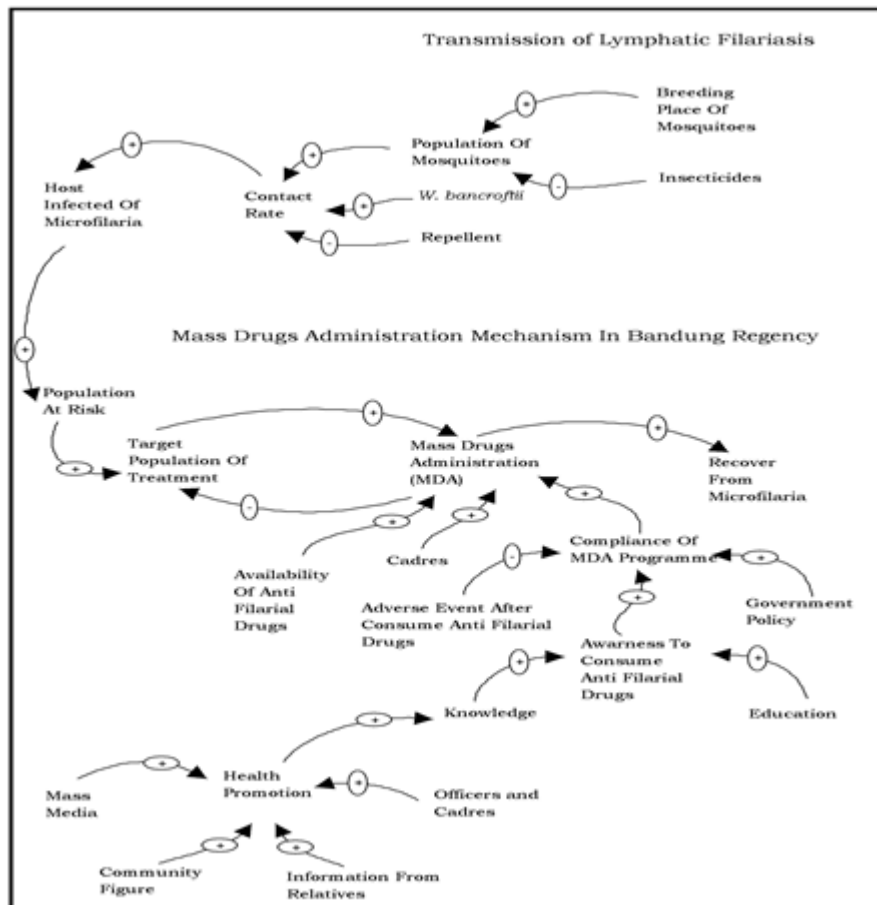 Transmission of Lymphatic Filariasis
Breeding
Place Of
Mosquitoes
+
Population Of
Mosquitoes
+
+
-
Insecticides
Host
Infected Of
Microfilaria
Contact
Rate
+
W. bancroftii
-
Repellent
Mass Drugs Administration Mechanism In Bandung Regency
+
Population
At Risk
+
Target
Population Of
Treatment
+
Mass Drugs
Administration
(MDA)
+
Recover
From
Microfilaria
-
+
+
+
Availability
Of Anti
Filarial
Drugs
Cadres
Compliance Of
MDA Programme
-
+
Adverse Event After
Consume Anti Filarial
Drugs
+
Government
Policy
Awarness To
Consume
Anti Filarial
Drugs
+
+
Knowledge
Education
+
Mass
Media
+
Health
Promotion
+
Officers and
Cadres
+
+
Community
Figure
Information From
Relatives